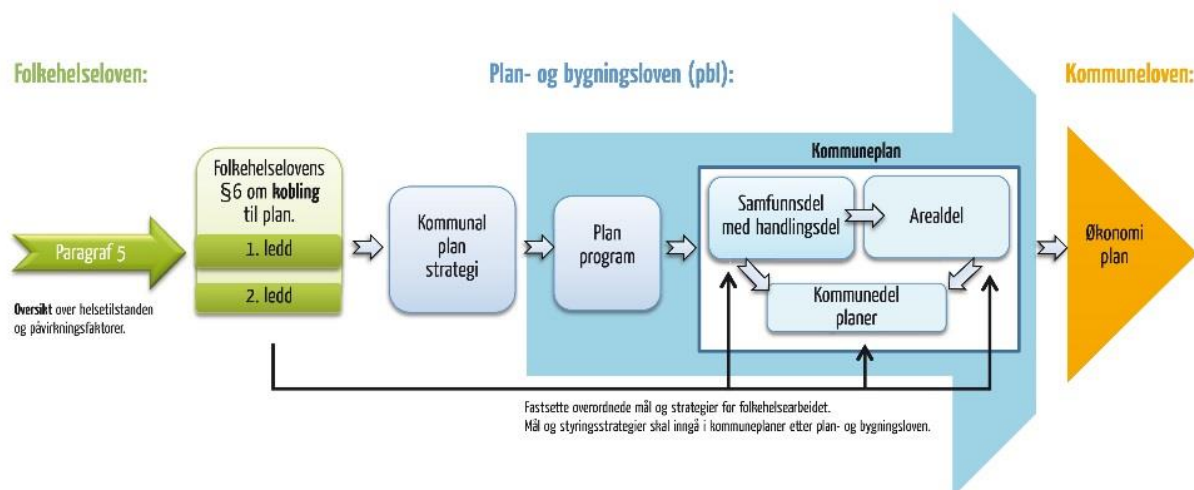 Folkehelseloven:
Plan- og bygningsloven (pbl):
Kommuneloven:
Paragraf 5
Oversikt over helsetilstanden
og påvirkningsfaktorer.
Folkehelselovens
§6 om kobling
til plan.
1. ledd
2. ledd
Kommunal
plan
strategi
Plan
program
Kommuneplan
Samfunnsdel
med handlingsdel
Arealdel
Kommunedel
planer
Økonomi
plan
Fastsette overordnede mål og strategier for folkehelsearbeidet.
Mål og styringsstrategier skal inngå i kommuneplaner etter plan- og bygningsloven.